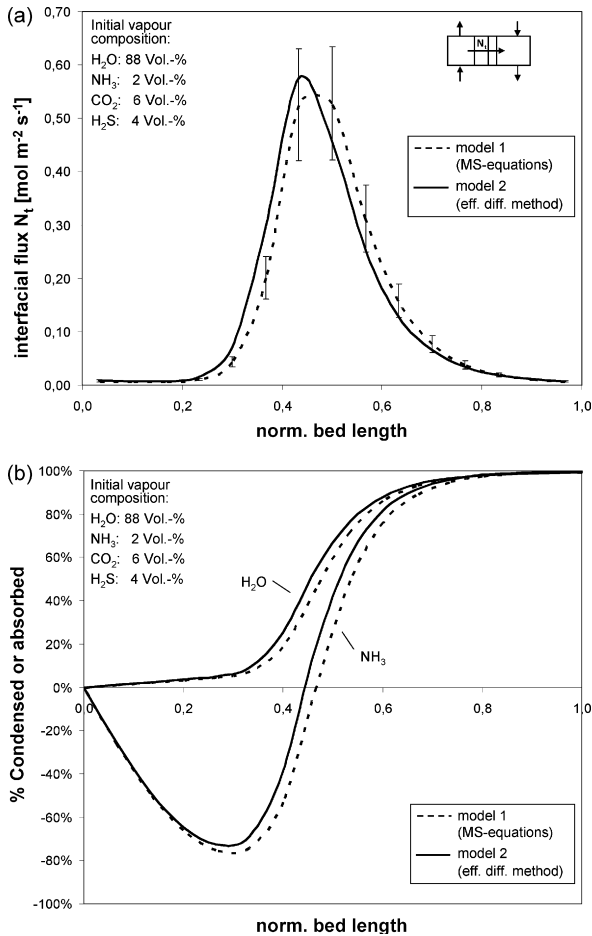 (a)
0,70
0,60
0,50
0,40
0,30
0,20
0,10
0,00
interfacial flux Nt [mol m-2 s-1]
Initial vapour
composition:
H2O: 88 Vol.-%
NH3: 2 Vol.-%
CO2: 6 Vol.-%
H2S: 4 Vol.-%
Nt
model 1
(MS-equations)
model 2
(eff. diff. method)
0,0 0,2 0,4 0,6 0,8 1,0
norm. bed length
(b)
100%
80%
60%
40%
20%
0%
-20%
-40%
-60%
-80%
-100%
% Condensed or absorbed
Initial vapour
composition:
H2O: 88 Vol.-%
NH3: 2 Vol.-%
CO2: 6 Vol.-%
H2S: 4 Vol.-%
H2O
NH3
0,0 0,2 0,4 0,6 0,8 1,0
model 1
(MS-equations)
model 2
(eff. diff. method)
norm. bed length